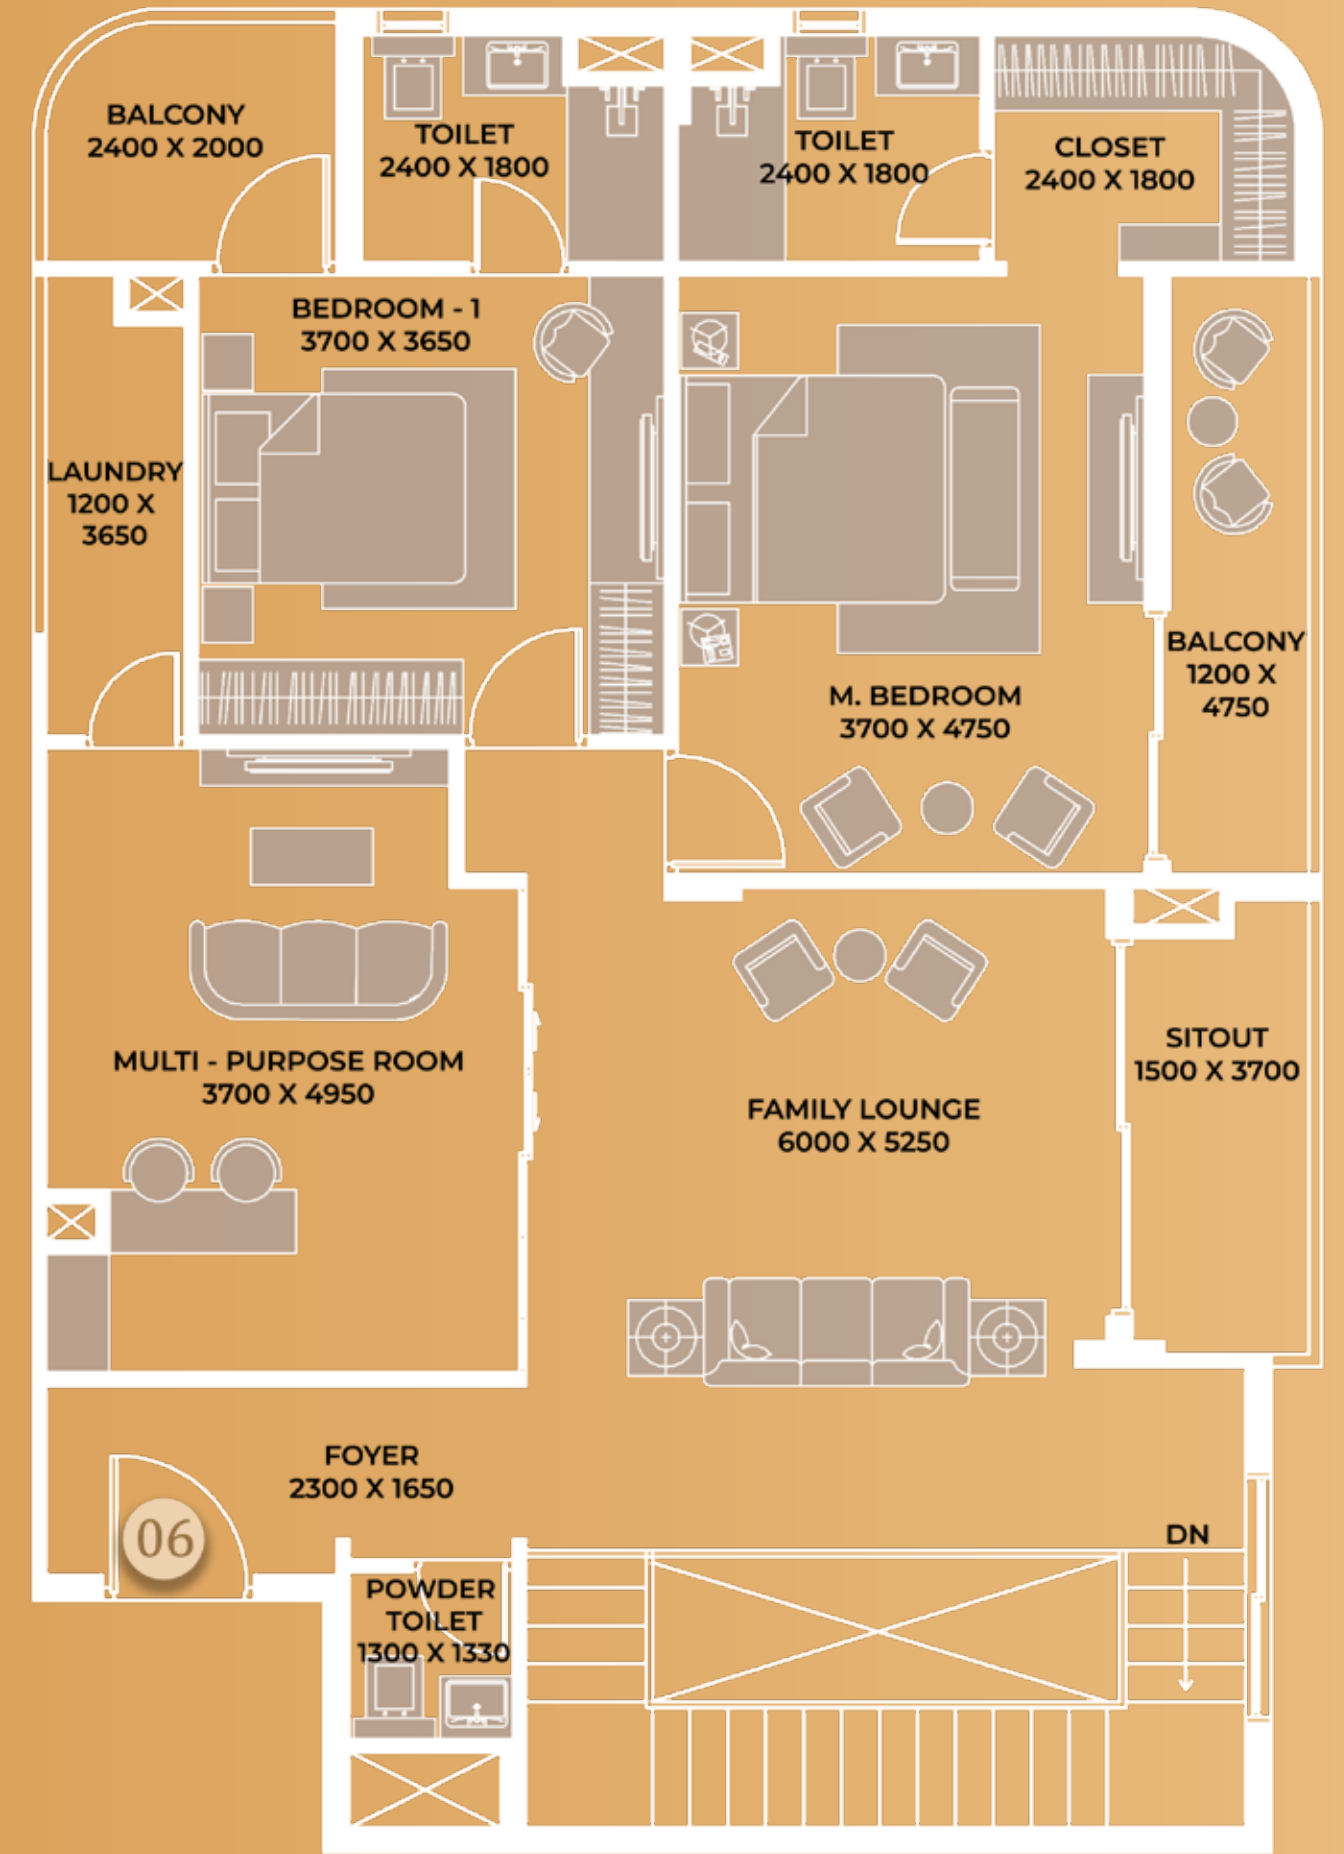 BALCONY
2400 X 2000
TOILET
2400 X 1800
TOILET
2400 X 1800
CLOSET
2400 X 1800
BEDROOM - 1
3700 X 3650
LAUNDRY
1200 X
3650
M. BEDROOM
3700 X 4750
BALCONY
1200 X
4750
MULTI - PURPOSE ROOM
3700 X 4950
FAMILY LOUNGE
6000 X 5250
SITOUT
1500 X 3700
FOYER
2300 X 1650
06
DN
POWDER
TOILET
1300 X 1330